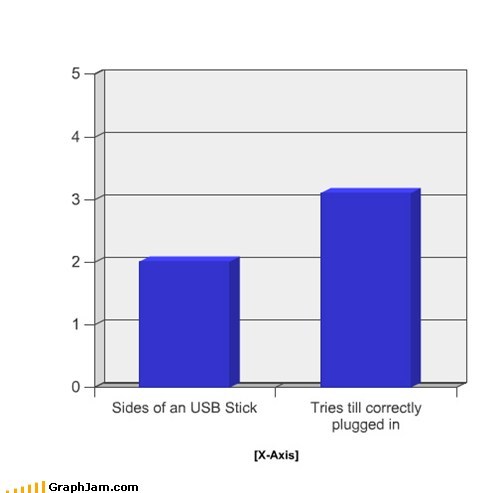 5
4
3
2
1
0
Sides of an USB Stick
Tries till correctly
plugged in
[X-Axis]
GraphJam.com